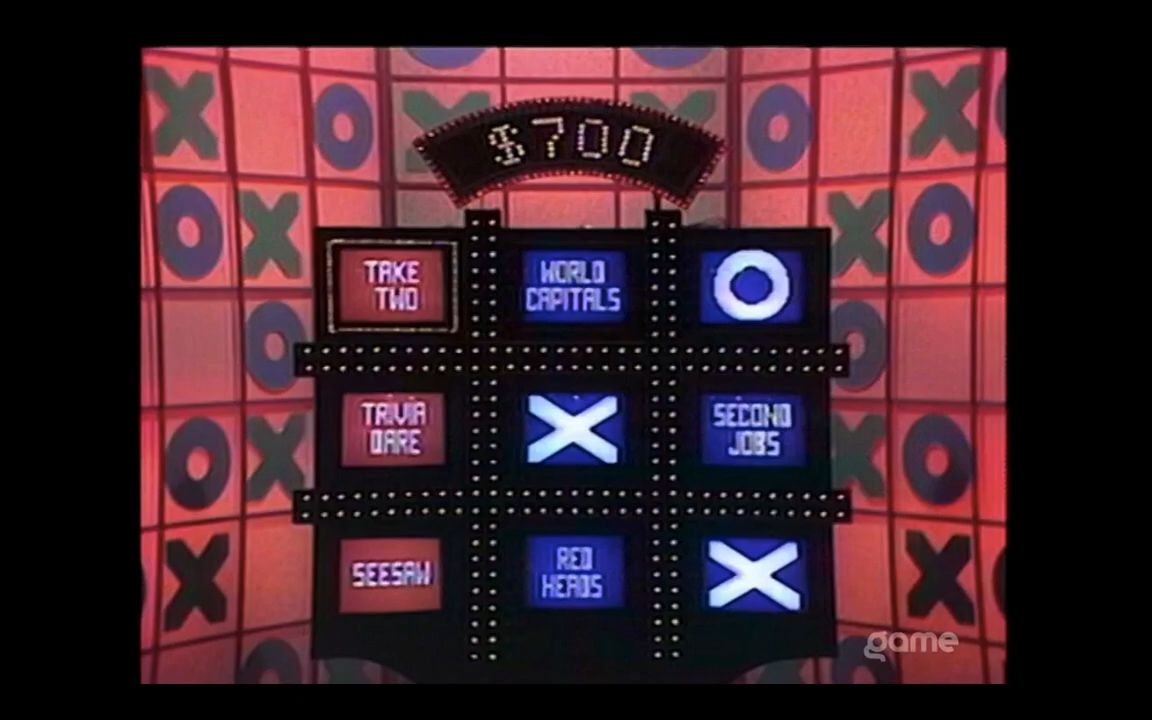 $700
TAKE
TWO
WORLD
CAPITALS
O
TRIVIA
DARE
X
SECOND
JOBS
SEESAW
RED
HEADS
X
game